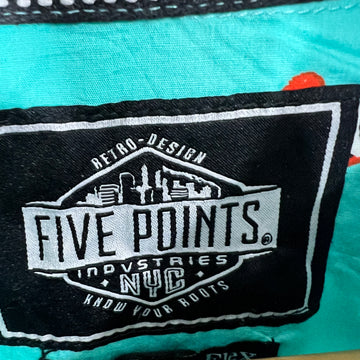 RETRO-DESIGN
FIVE POINTS®
INDVSTRIES
NYC
KNOW YOUR ROOTS